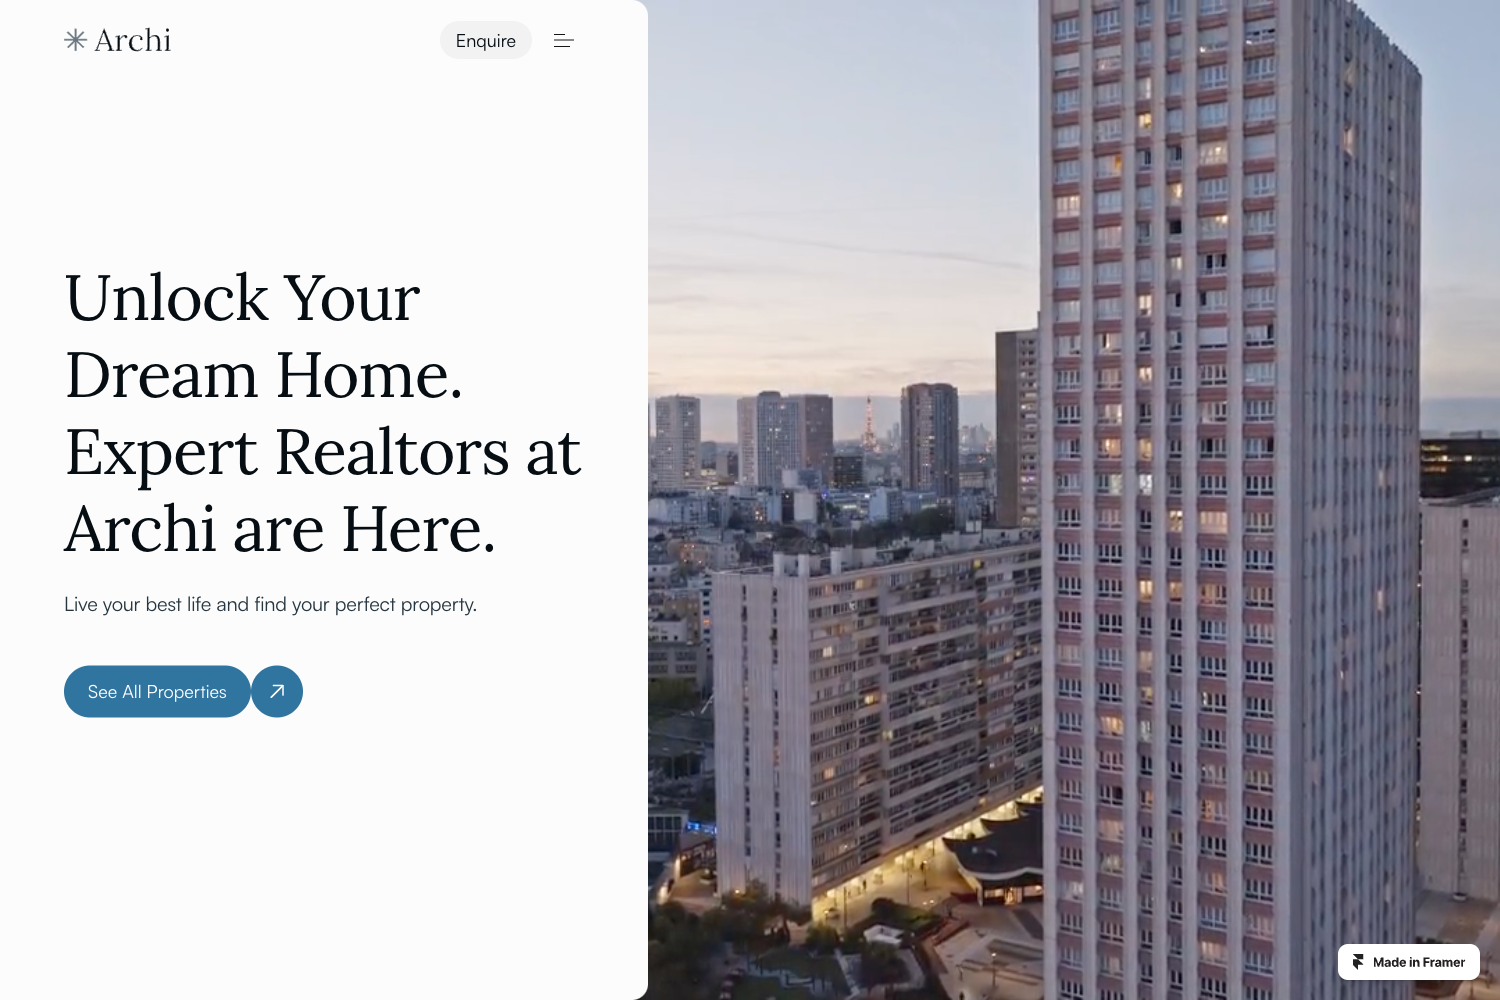 Archi
Enquire
Unlock Your
Dream Home.
Expert Realtors at
Archi are Here.
Live your best life and find your perfect property.
See All Properties
Made in Framer